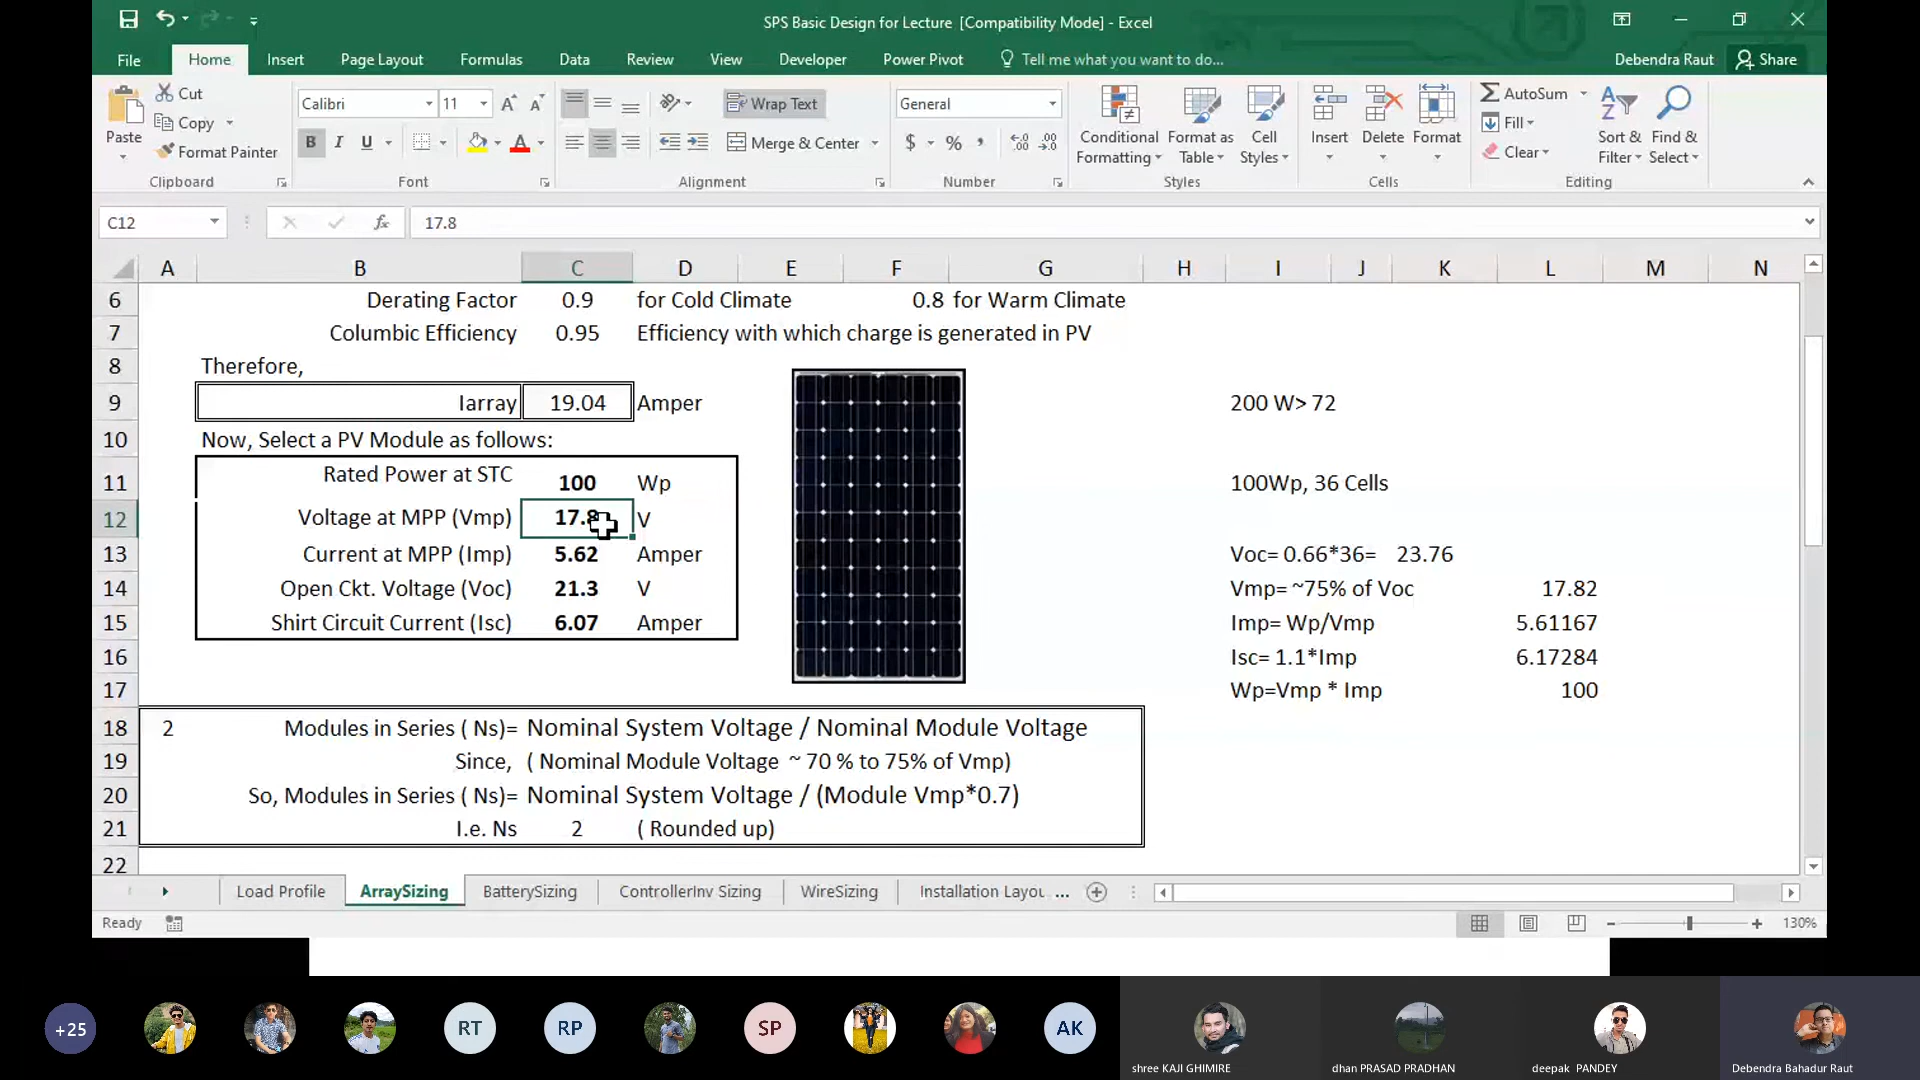 SPS Basic Design for Lecture [Compatibility Mode] - Excel
File Home Insert Page Layout Formulas Data Review View Developer Power Pivot Tell me what you want to do... Debendra Raut Share
Paste Cut Copy Format Painter Clipboard
Calibri 11 B I U A Font
Wrap Text Merge & Center Alignment
General $ % , Number
Conditional Formatting Format as Table Cell Styles Styles
Insert Delete Format Cells
AutoSum Fill Clear Sort & Filter Find & Select Editing
C12 fx 17.8
A B C D E F G H I J K L M N
6 Derating Factor 0.9 for Cold Climate 0.8 for Warm Climate
7 Columbic Efficiency 0.95 Efficiency with which charge is generated in PV
8 Therefore,
9 Iarray 19.04 Amper 200 W> 72
10 Now, Select a PV Module as follows:
11 Rated Power at STC 100 Wp 100Wp, 36 Cells
12 Voltage at MPP (Vmp) 17.8 V
13 Current at MPP (Imp) 5.62 Amper Voc= 0.66*36= 23.76
14 Open Ckt. Voltage (Voc) 21.3 V Vmp= ~75% of Voc 17.82
15 Shirt Circuit Current (Isc) 6.07 Amper Imp= Wp/Vmp 5.61167
16 Isc= 1.1*Imp 6.17284
17 Wp=Vmp * Imp 100
18 2 Modules in Series ( Ns)= Nominal System Voltage / Nominal Module Voltage
19 Since, ( Nominal Module Voltage ~ 70 % to 75% of Vmp)
20 So, Modules in Series ( Ns)= Nominal System Voltage / (Module Vmp*0.7)
21 I.e. Ns 2 ( Rounded up)
22
Load Profile ArraySizing BatterySizing ControllerInv Sizing WireSizing Installation Layou ...
Ready 130%
+25 RT RP SP AK
shree KAJI GHIMIRE dhan PRASAD PRADHAN deepak PANDEY Debendra Bahadur Raut